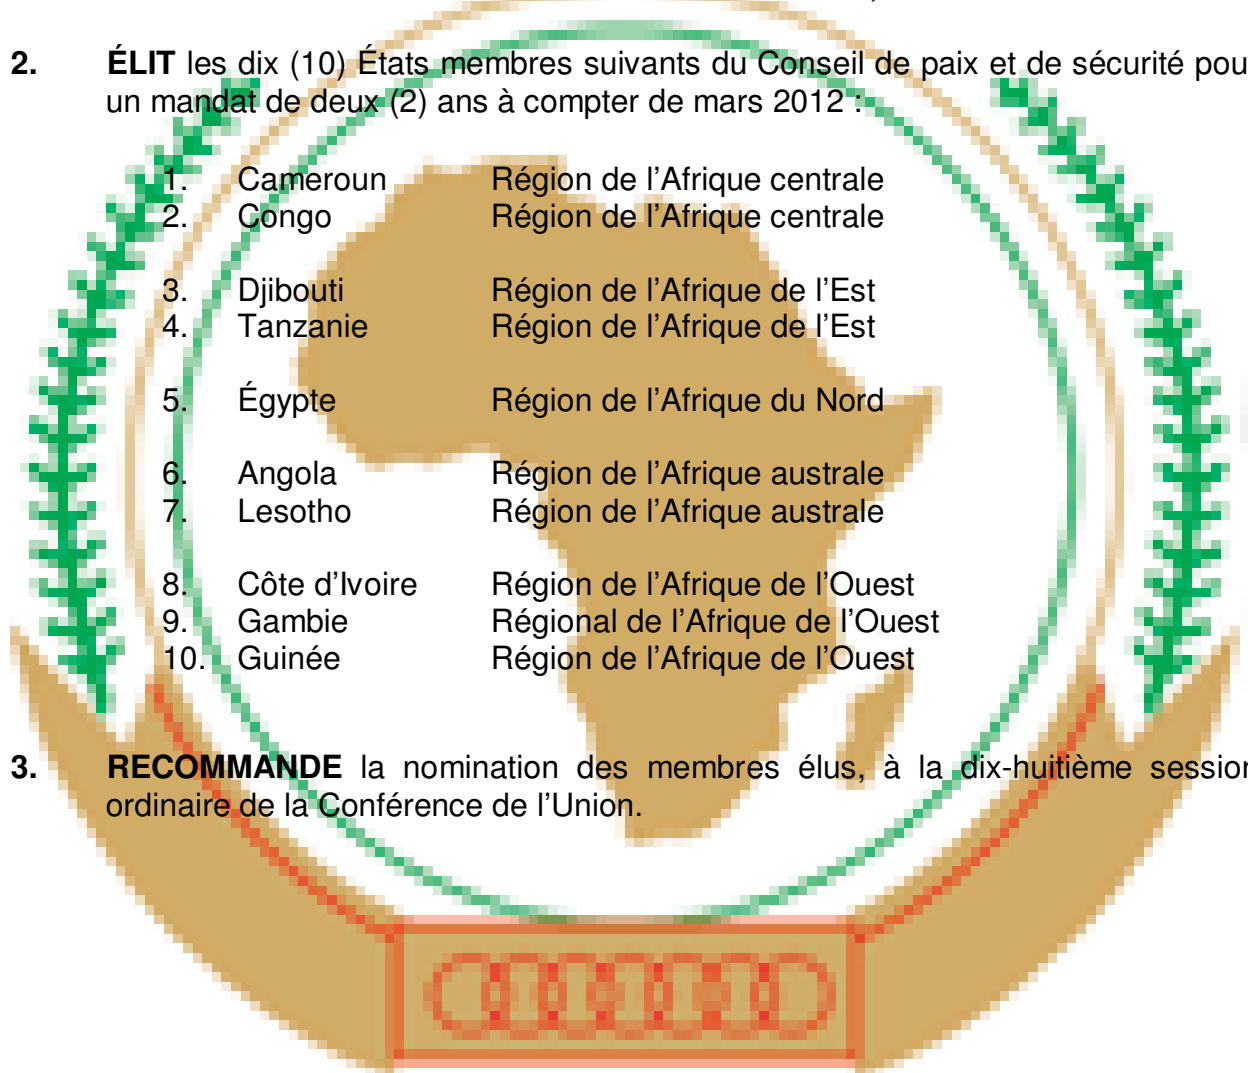 2. ÉLIT les dix (10) États membres suivants du Conseil de paix et de sécurité pou
un mandat de deux (2) ans à compter de mars 2012 :
1. Cameroun Région de l’Afrique centrale
2. Congo Région de l’Afrique centrale
3. Djibouti Région de l’Afrique de l’Est
4. Tanzanie Région de l’Afrique de l’Est
5. Égypte Région de l’Afrique du Nord
6. Angola Région de l’Afrique australe
7. Lesotho Région de l’Afrique australe
8. Côte d’Ivoire Région de l’Afrique de l’Ouest
9. Gambie Régional de l’Afrique de l’Ouest
10. Guinée Région de l’Afrique de l’Ouest
3. RECOMMANDE la nomination des membres élus, à la dix-huitième session
ordinaire de la Conférence de l’Union.